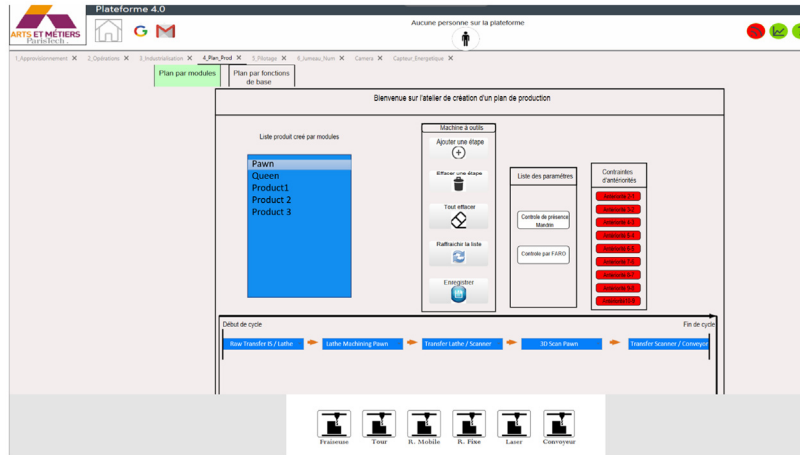 Plateforme 4.0
ARTS ET MÉTIERS
ParisTech
Aucune personne sur la plateforme
1_Approvisionnement X 2_Opérations X 3_Industrialisation X 4_Plan_Prod X 5_Pilotage X 6_Jumeau_Num X Camera X Capteur_Energetique X
Plan par modules
Plan par fonctions
de base
Bienvenue sur l'atelier de création d'un plan de production
Liste produit creé par modules
Pawn
Queen
Product1
Product 2
Product 3
Machine à outils
Ajouter une étape
Effacer une étape
Tout effacer
Raffraichir la liste
Enregistrer
Liste des paramètres
Controle de présence
Mandrin
Controle par FARO
Contraintes
d'antériorités
Début de cycle
Fin de cycle
Raw Transfer IS / Lathe
Lathe Machining Pawn
Transfer Lathe / Scanner
3D Scan Pawn
Transfer Scanner / Conveyor
Fraiseuse
Tour
R. Mobile
R. Fixe
Laser
Convoyeur